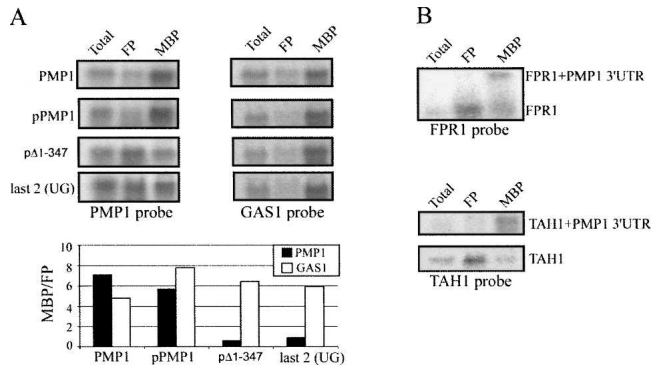 A
Total FP MBP
Total FP MBP
PMP1
pPMP1
pΔ1-347
last 2 (UG)
PMP1 probe
GAS1 probe
MBP/FP
10
8
6
4
2
0
PMP1
GAS1
PMP1 pPMP1 pΔ1-347 last 2 (UG)
B
Total FP MBP
FPR1+PMP1 3'UTR
FPR1
FPR1 probe
Total FP MBP
TAH1+PMP1 3'UTR
TAH1
TAH1 probe